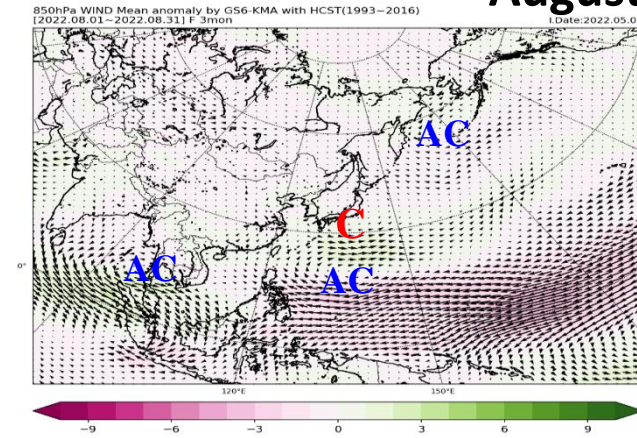 August
850hPa WIND Mean anomaly by GS6-KMA with HCST(1993~2016)
[2022.08.01~2022.08.31] F 3mon
I.Date:2022.05.0
AC
C
AC
AC
0°
120°E
150°E
−9
−6
−3
0
3
6
9